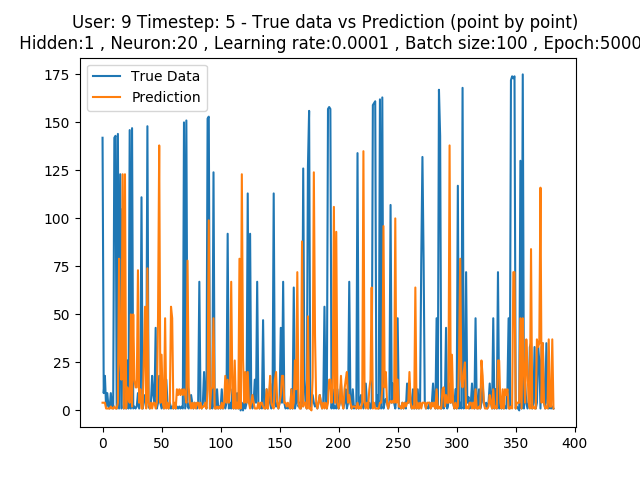 User: 9 Timestep: 5 - True data vs Prediction (point by point)
Hidden:1 , Neuron:20 , Learning rate:0.0001 , Batch size:100 , Epoch:5000
True Data
Prediction
175
150
125
100
75
50
25
0
0 50 100 150 200 250 300 350 400